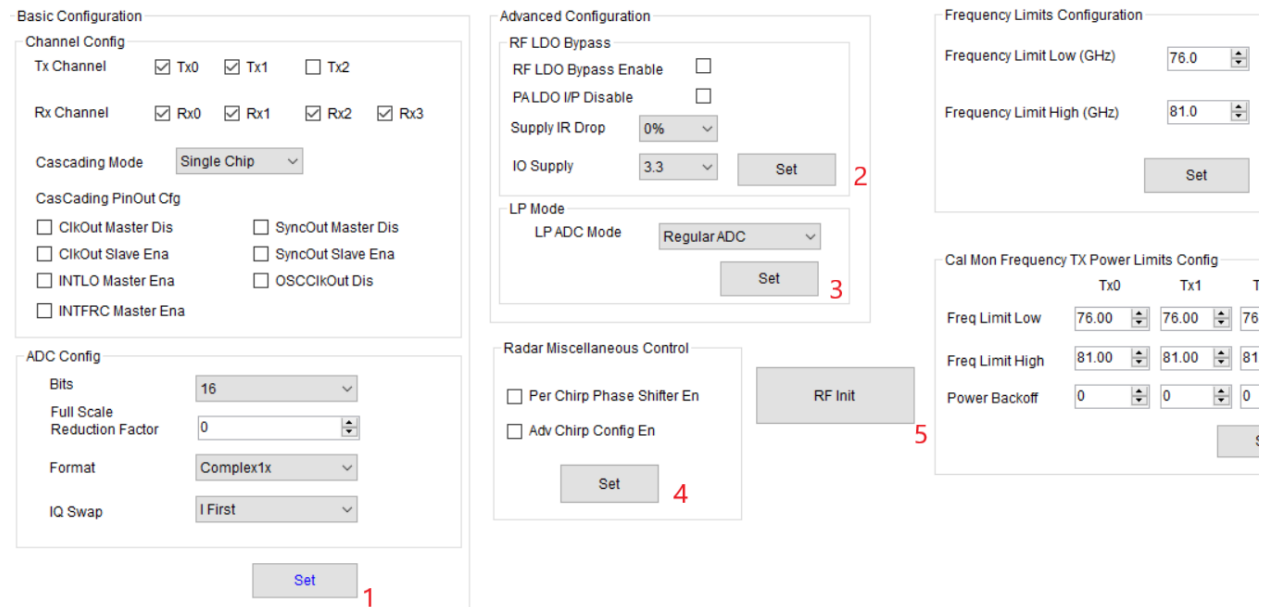 Basic Configuration
Channel Config
Tx Channel Tx0 Tx1 Tx2
Rx Channel Rx0 Rx1 Rx2 Rx3
Cascading Mode Single Chip
CasCading PinOut Cfg
ClkOut Master Dis SyncOut Master Dis
ClkOut Slave Ena SyncOut Slave Ena
INTLO Master Ena OSCClkOut Dis
INTFRC Master Ena
ADC Config
Bits 16
Full Scale
Reduction Factor 0
Format Complex1x
IQ Swap I First
Set 1
Advanced Configuration
RF LDO Bypass
RF LDO Bypass Enable
PA LDO I/P Disable
Supply IR Drop 0%
IO Supply 3.3 Set 2
LP Mode
LP ADC Mode Regular ADC
Set 3
Radar Miscellaneous Control
Per Chirp Phase Shifter En
Adv Chirp Config En
Set 4
RF Init 5
Frequency Limits Configuration
Frequency Limit Low (GHz) 76.0
Frequency Limit High (GHz) 81.0
Set
Cal Mon Frequency TX Power Limits Config
Tx0 Tx1
Freq Limit Low 76.00 76.00 76
Freq Limit High 81.00 81.00 81
Power Backoff 0 0 0